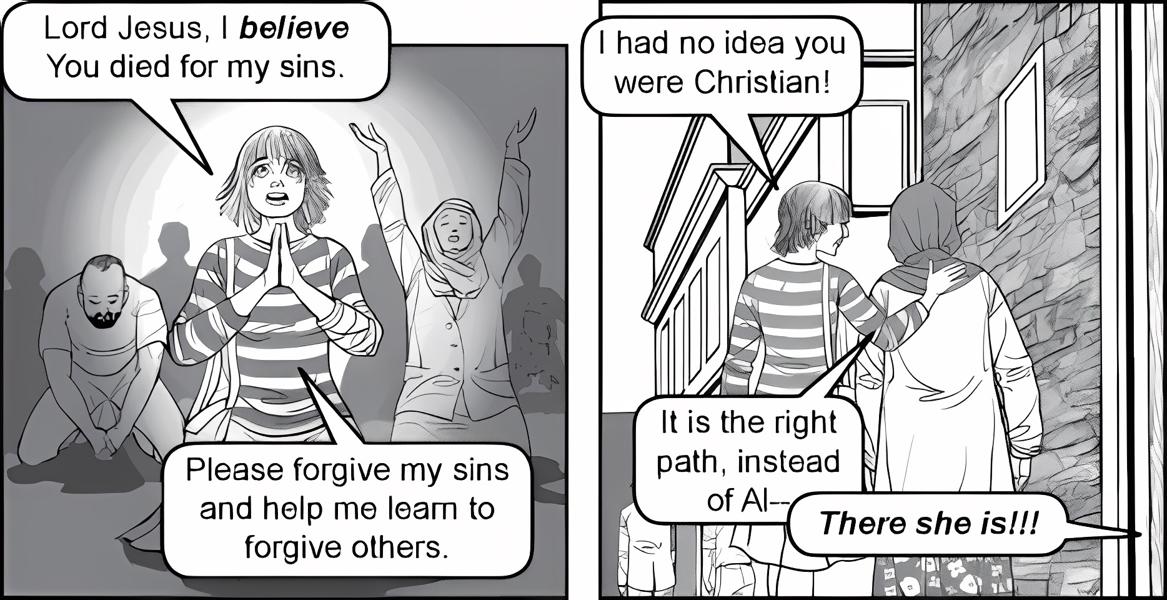 Lord Jesus, I believe
You died for my sins.
Please forgive my sins
and help me learn to
forgive others.
I had no idea you
were Christian!
It is the right
path, instead
of Al--
There she is!!!